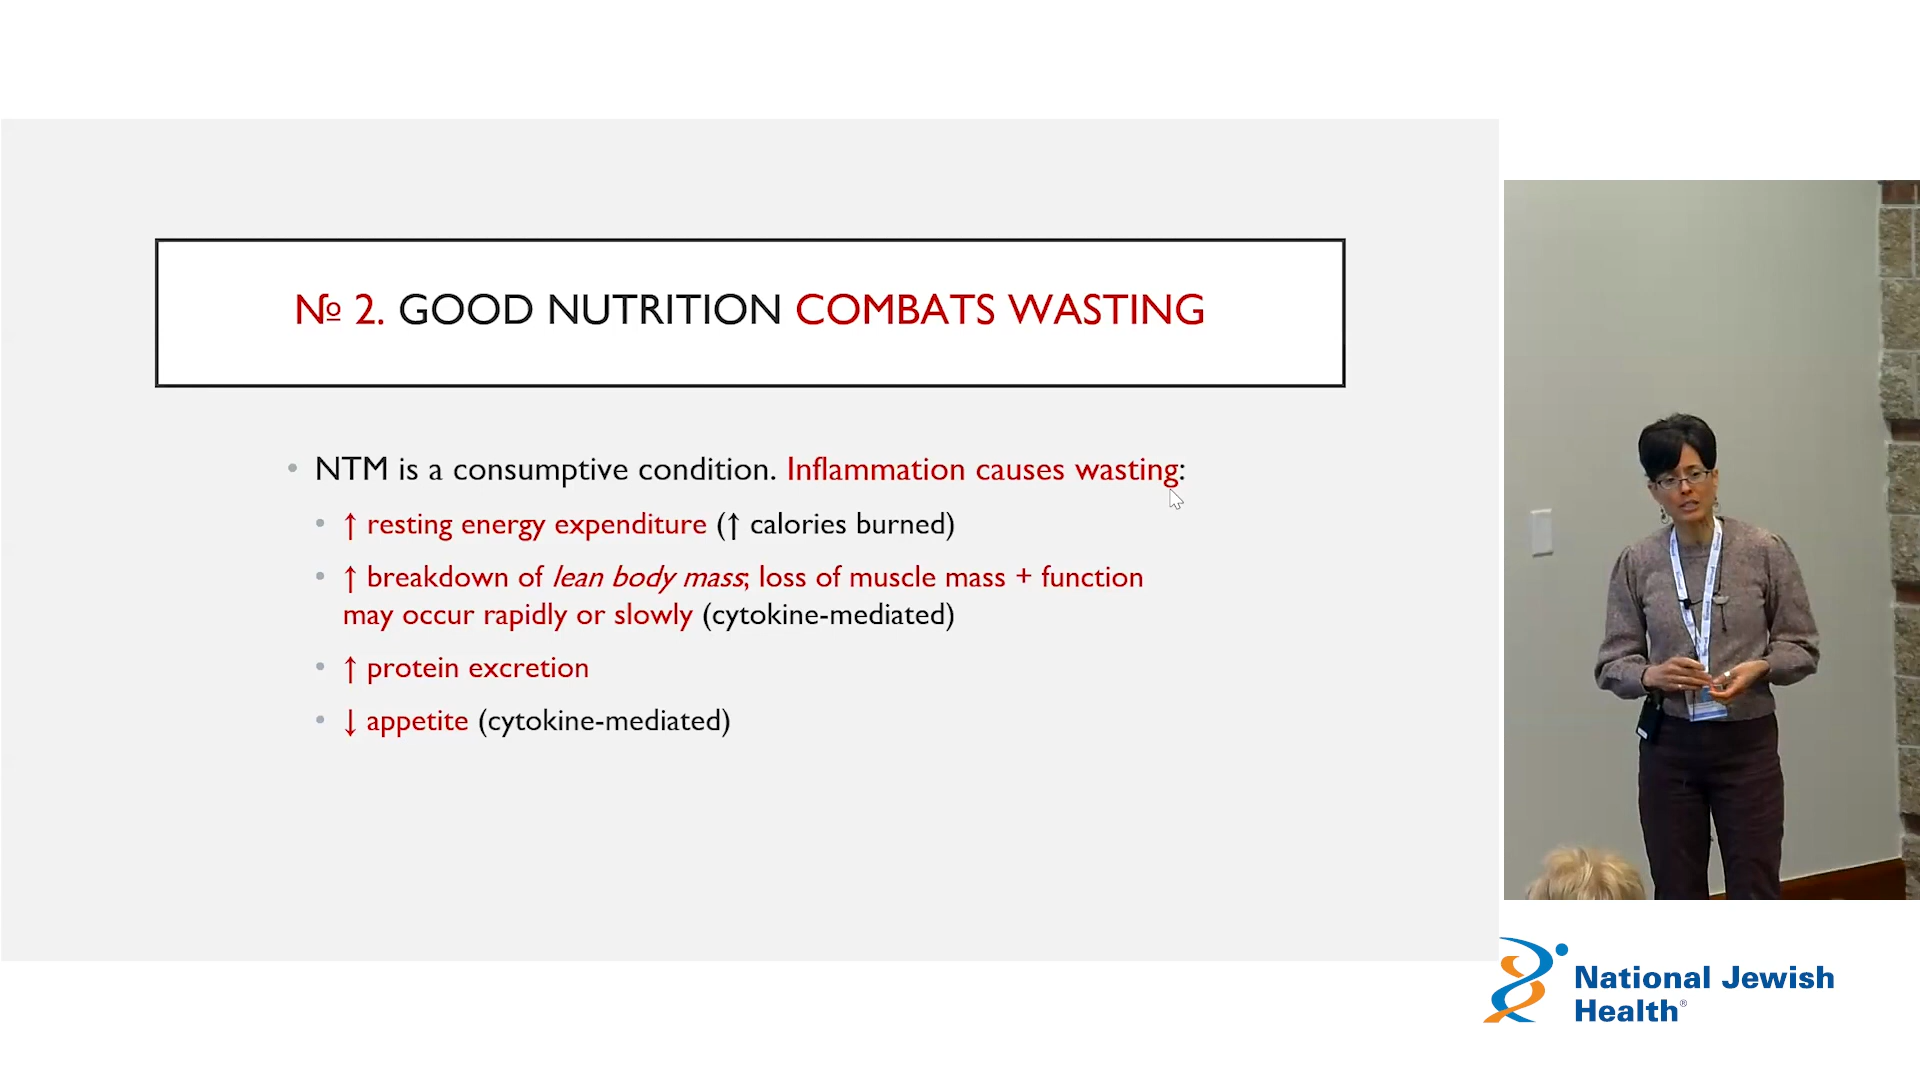 № 2. GOOD NUTRITION COMBATS WASTING
• NTM is a consumptive condition. Inflammation causes wasting:
• ↑ resting energy expenditure (↑ calories burned)
• ↑ breakdown of lean body mass; loss of muscle mass + function
may occur rapidly or slowly (cytokine-mediated)
• ↑ protein excretion
• ↓ appetite (cytokine-mediated)
National Jewish
Health®